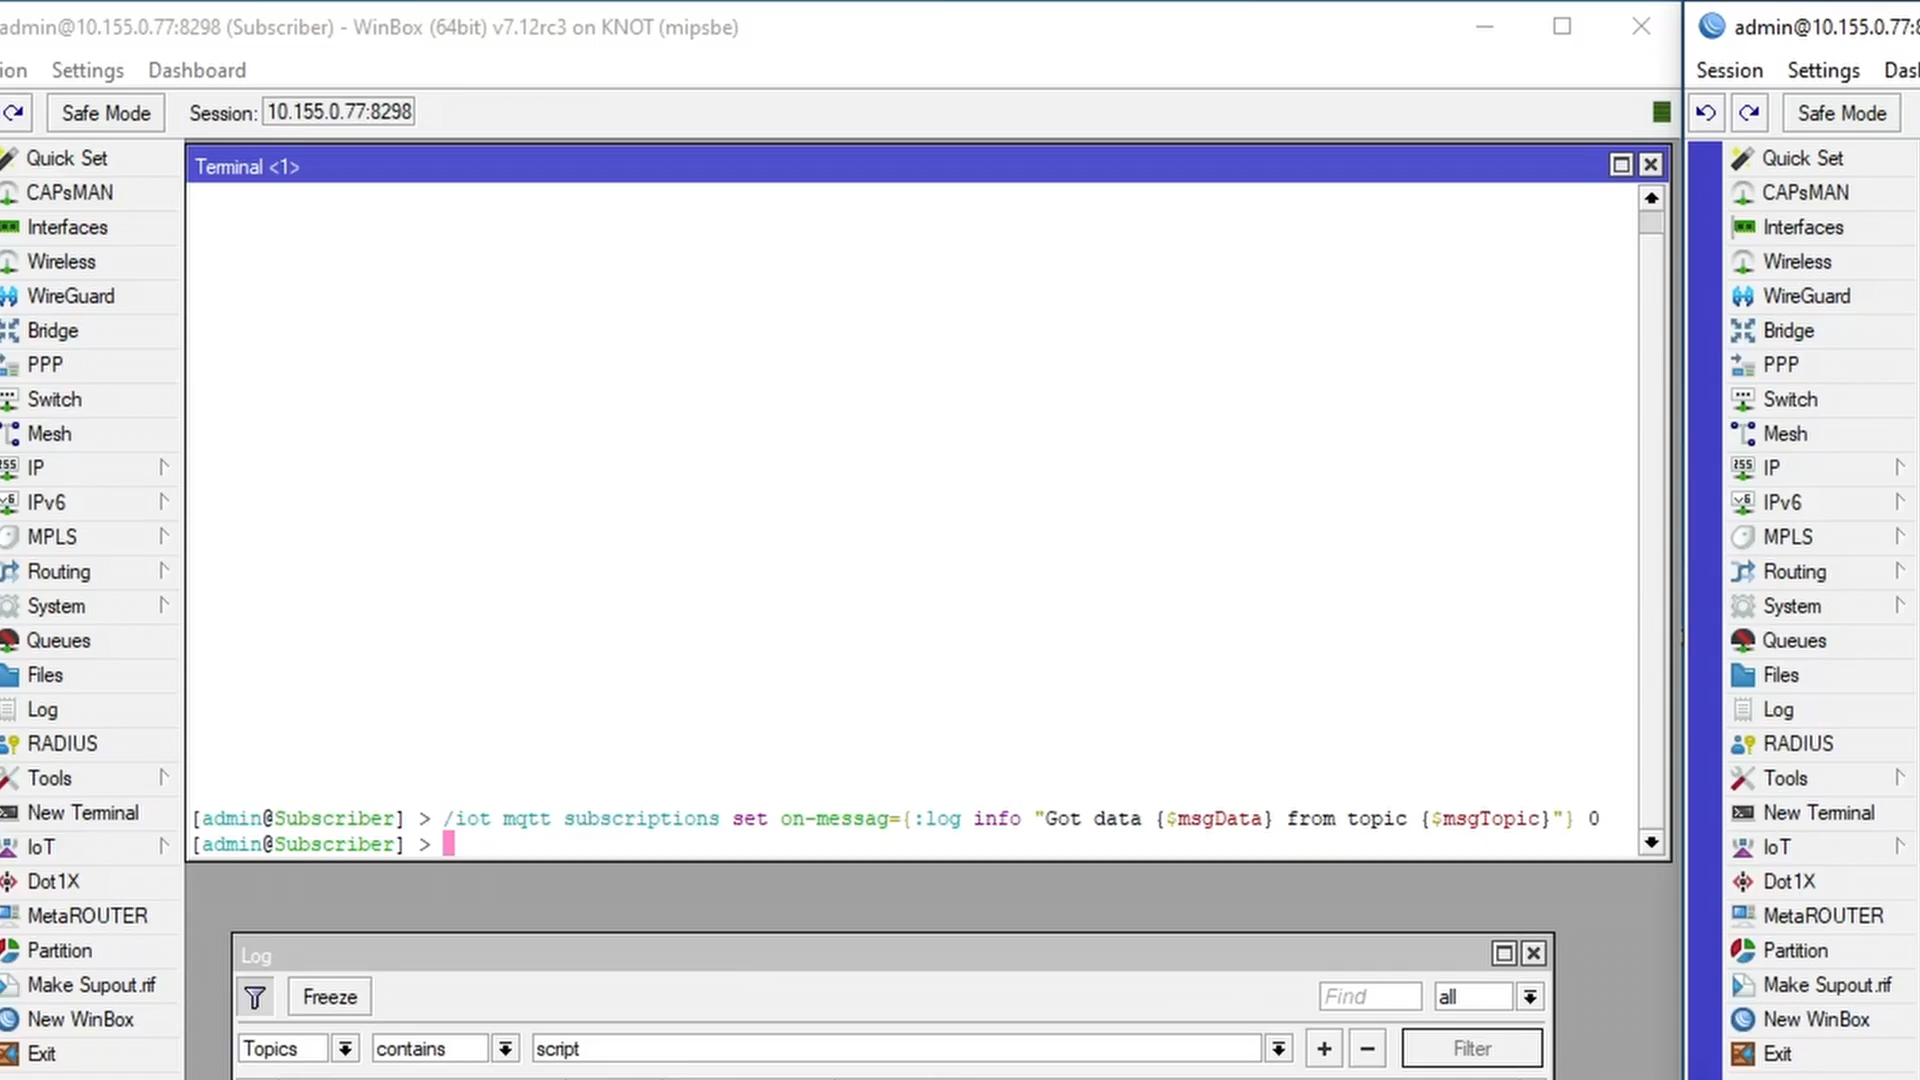 admin@10.155.0.77:8298 (Subscriber) - WinBox (64bit) v7.12rc3 on KNOT (mipsbe)
ion Settings Dashboard
Safe Mode Session: 10.155.0.77:8298
Quick Set
CAPsMAN
Interfaces
Wireless
WireGuard
Bridge
PPP
Switch
Mesh
IP
IPv6
MPLS
Routing
System
Queues
Files
Log
RADIUS
Tools
New Terminal
IoT
Dot1X
MetaROUTER
Partition
Make Supout.rif
New WinBox
Exit
Terminal <1>
[admin@Subscriber] > /iot mqtt subscriptions set on-messag={:log info "Got data {$msgData} from topic {$msgTopic}"} 0
[admin@Subscriber] >
Log
Freeze Find all
Topics contains script + - Filter
admin@10.155.0.77:8
Session Settings Das
Safe Mode
Quick Set
CAPsMAN
Interfaces
Wireless
WireGuard
Bridge
PPP
Switch
Mesh
IP
IPv6
MPLS
Routing
System
Queues
Files
Log
RADIUS
Tools
New Terminal
IoT
Dot1X
MetaROUTER
Partition
Make Supout.rif
New WinBox
Exit